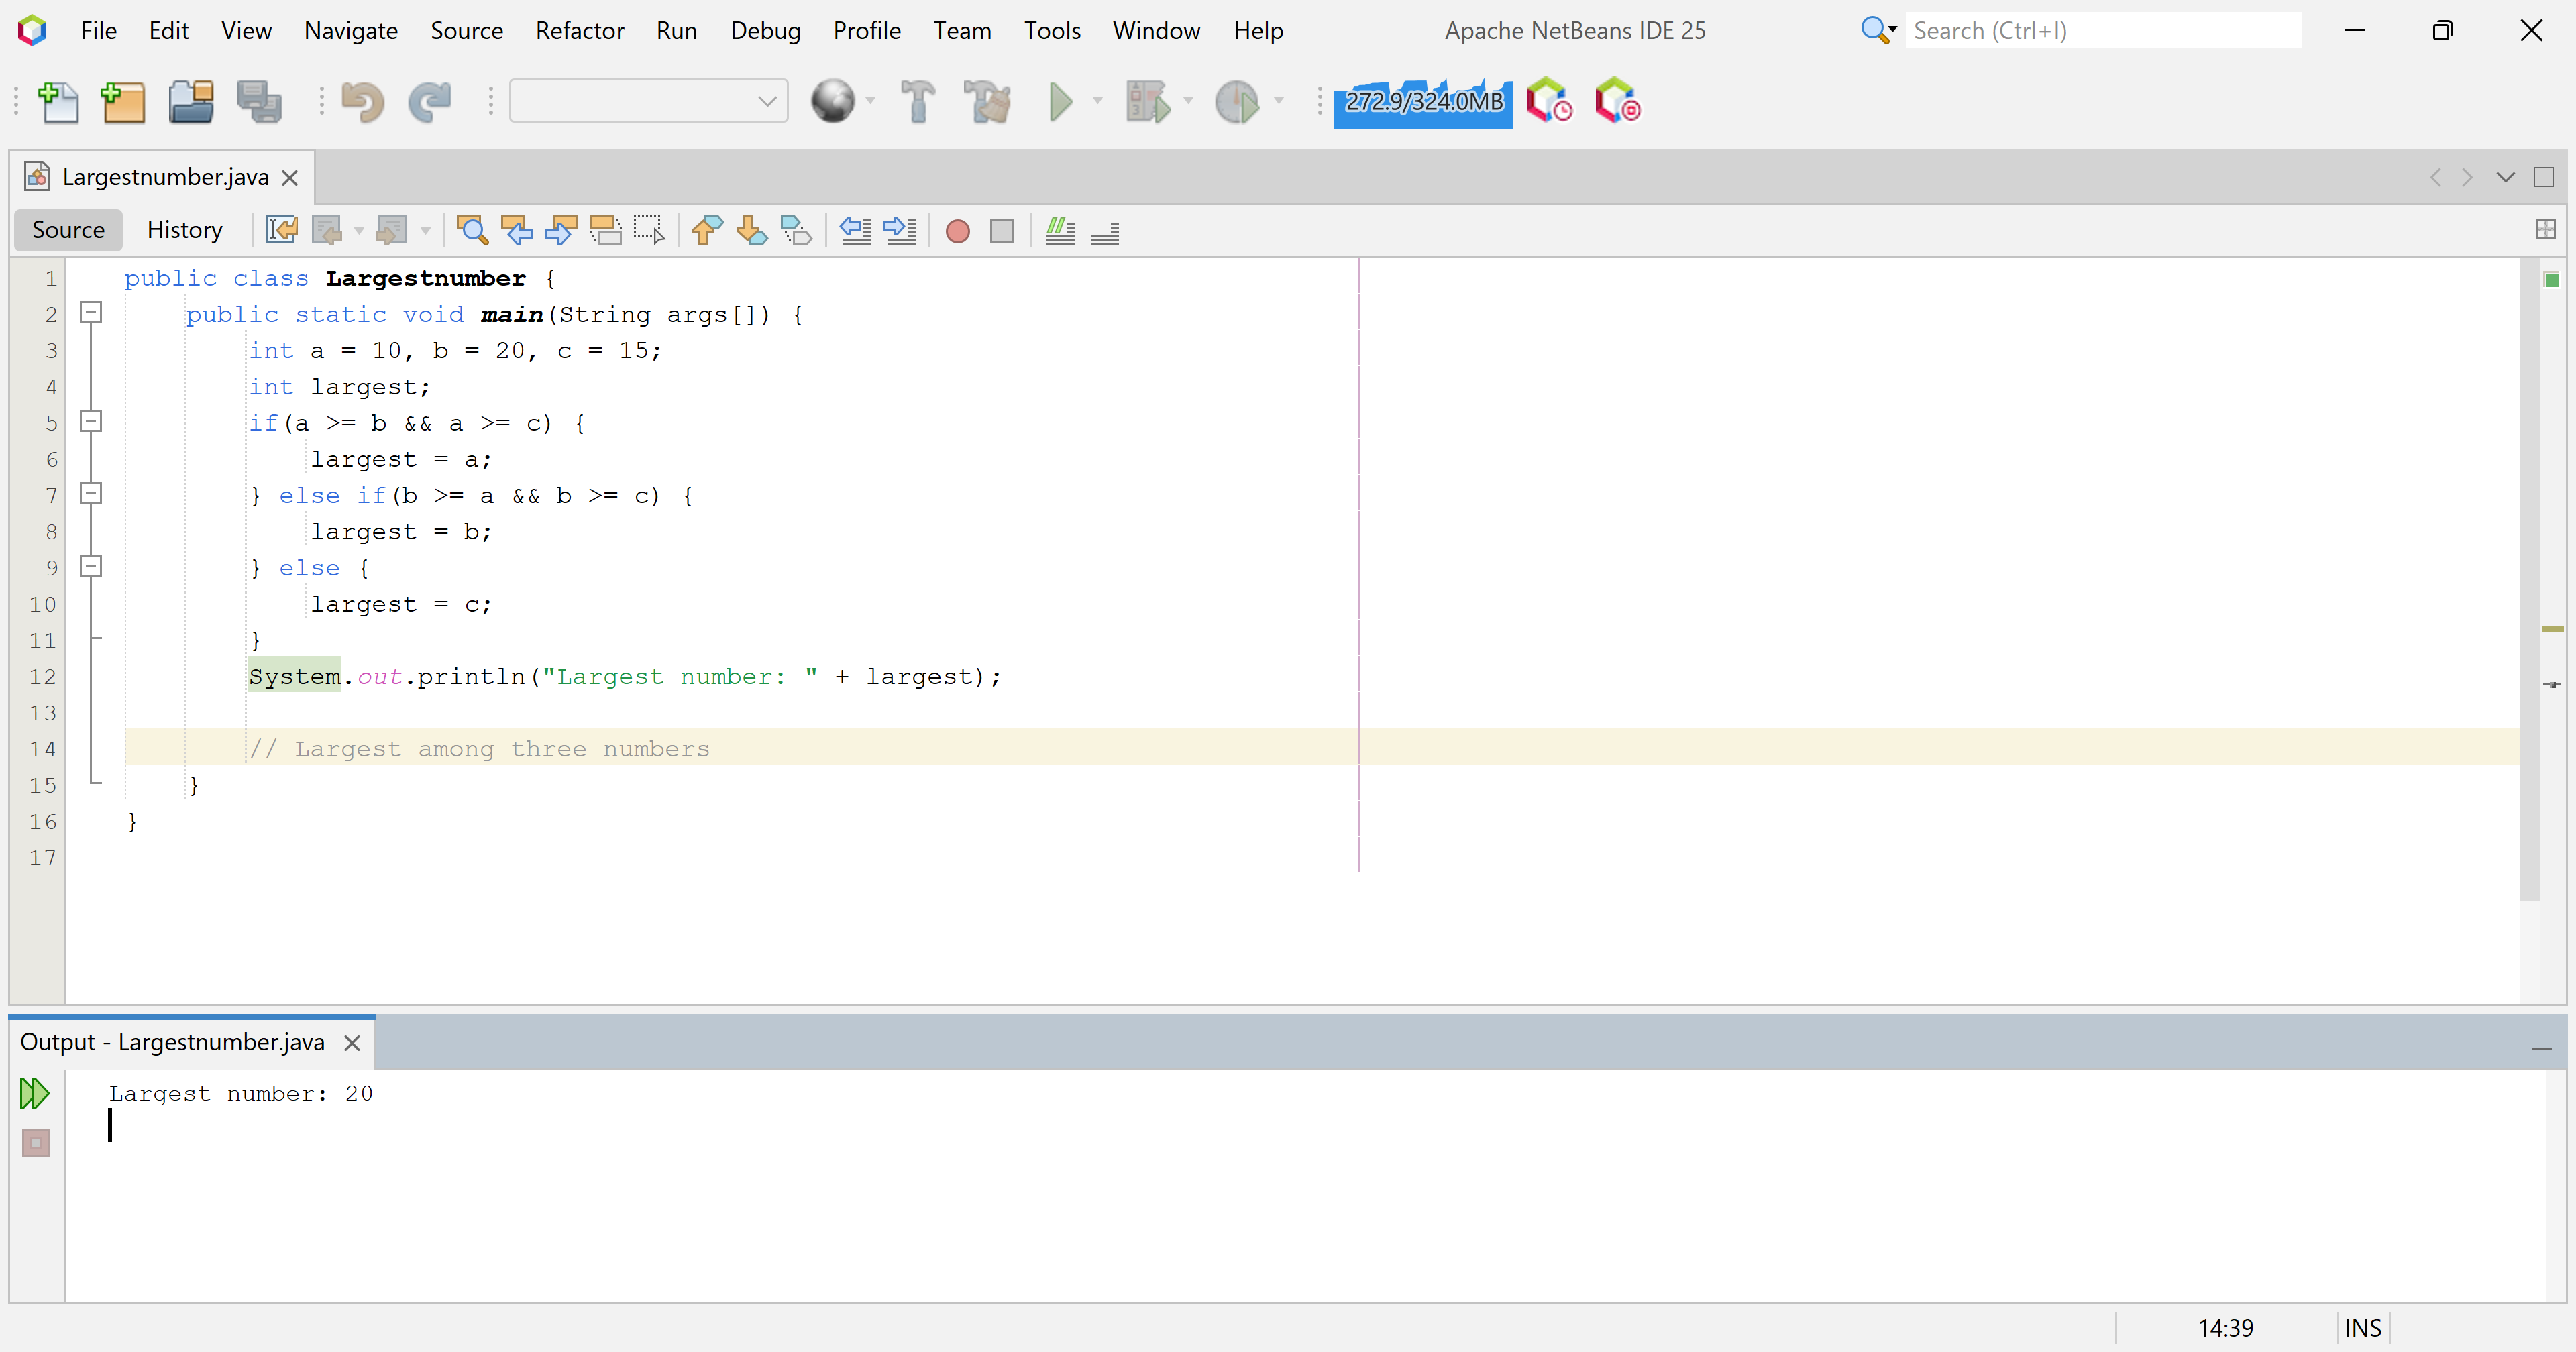 File Edit View Navigate Source Refactor Run Debug Profile Team Tools Window Help Apache NetBeans IDE 25 Search (Ctrl+I)
272.9/324.0MB
Largestnumber.java
Source History
1 public class Largestnumber {
2 public static void main(String args[]) {
3 int a = 10, b = 20, c = 15;
4 int largest;
5 if(a >= b && a >= c) {
6 largest = a;
7 } else if(b >= a && b >= c) {
8 largest = b;
9 } else {
10 largest = c;
11 }
12 System.out.println("Largest number: " + largest);
13
14 // Largest among three numbers
15 }
16 }
17
Output - Largestnumber.java
Largest number: 20
14:39 INS